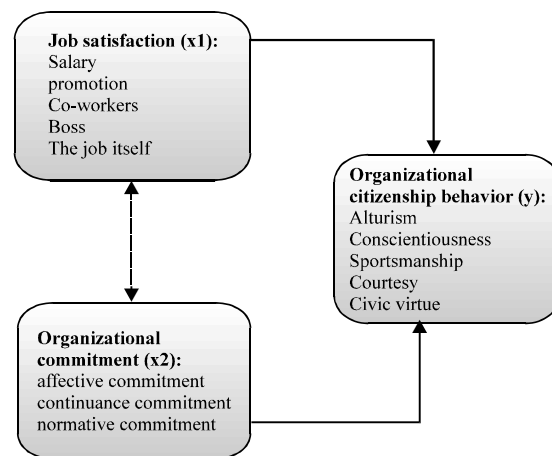 Job satisfaction (x1):
Salary
promotion
Co-workers
Boss
The job itself
Organizational
citizenship behavior (y):
Alturism
Conscientiousness
Sportsmanship
Courtesy
Civic virtue
Organizational
commitment (x2):
affective commitment
continuance commitment
normative commitment